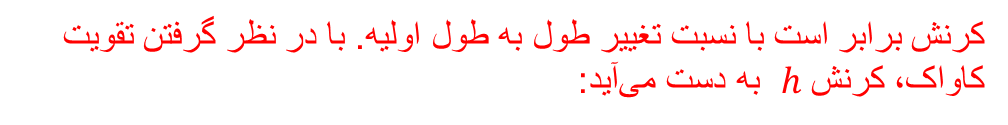 کرنش برابر است با نسبت تغییر طول به طول اولیه. با در نظر گرفتن تقویت
کاواک، کرنش h به دست می‌آید: